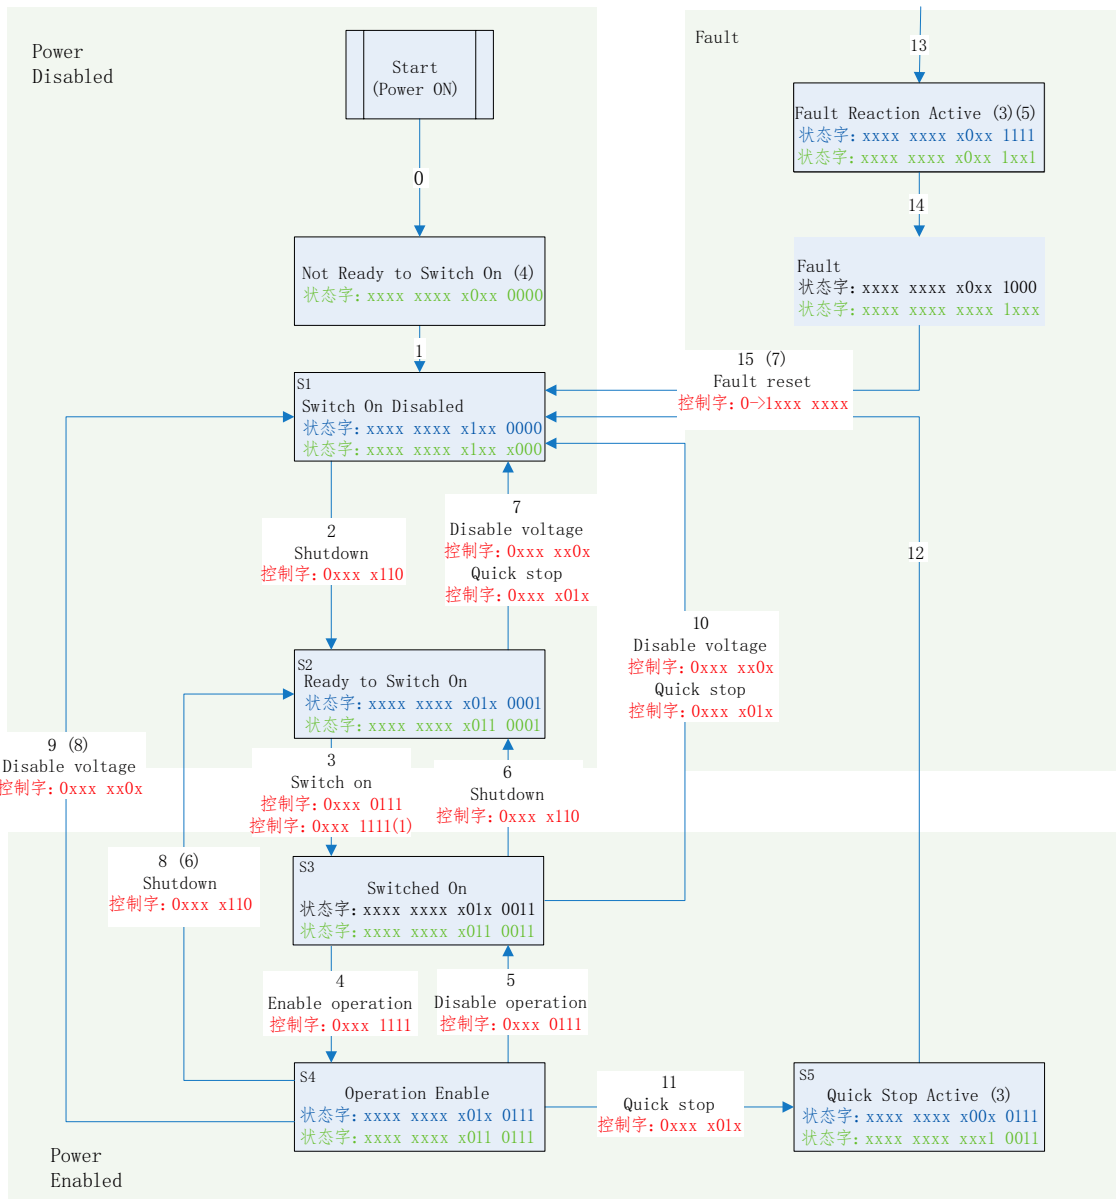 Power
Disabled
Start
(Power ON)
0
Not Ready to Switch On (4)
状态字: xxxx xxxx x0xx 0000
1
S1
Switch On Disabled
状态字: xxxx xxxx x1xx 0000
状态字: xxxx xxxx x1xx x000
2
Shutdown
控制字: 0xxx x110
7
Disable voltage
控制字: 0xxx xx0x
Quick stop
控制字: 0xxx x01x
S2
Ready to Switch On
状态字: xxxx xxxx x01x 0001
状态字: xxxx xxxx x011 0001
9 (8)
Disable voltage
控制字: 0xxx xx0x
3
Switch on
控制字: 0xxx 0111
控制字: 0xxx 1111(1)
6
Shutdown
控制字: 0xxx x110
8 (6)
Shutdown
控制字: 0xxx x110
S3
Switched On
状态字: xxxx xxxx x01x 0011
状态字: xxxx xxxx x011 0011
4
Enable operation
控制字: 0xxx 1111
5
Disable operation
控制字: 0xxx 0111
S4
Operation Enable
状态字: xxxx xxxx x01x 0111
状态字: xxxx xxxx x011 0111
Power
Enabled
Fault
13
Fault Reaction Active (3)(5)
状态字: xxxx xxxx x0xx 1111
状态字: xxxx xxxx x0xx 1xx1
14
Fault
状态字: xxxx xxxx x0xx 1000
状态字: xxxx xxxx xxxx 1xxx
15 (7)
Fault reset
控制字: 0->1xxx xxxx
12
10
Disable voltage
控制字: 0xxx xx0x
Quick stop
控制字: 0xxx x01x
11
Quick stop
控制字: 0xxx x01x
S5
Quick Stop Active (3)
状态字: xxxx xxxx x00x 0111
状态字: xxxx xxxx xxx1 0011